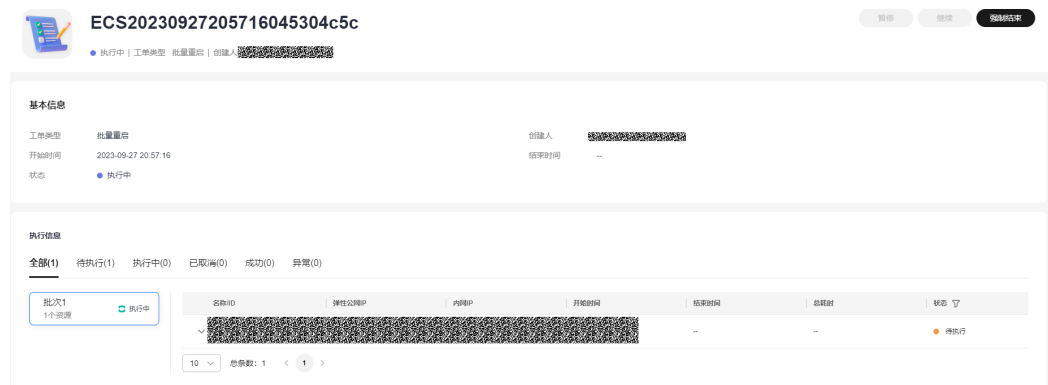 ECS20230927205716045304c5c
暂停 继续 强制结束
执行中 | 工单类型 批量重启 | 创建人
基本信息
工单类型 批量重启 创建人
开始时间 2023-09-27 20:57:16 结束时间 --
状态 执行中
执行信息
全部(1) 待执行(1) 执行中(0) 已取消(0) 成功(0) 异常(0)
批次1 执行中
1个资源
名称/ID 弹性公网IP 内网IP 开始时间 结束时间 总耗时 状态
-- -- 待执行
10 总条数：1 < 1 >